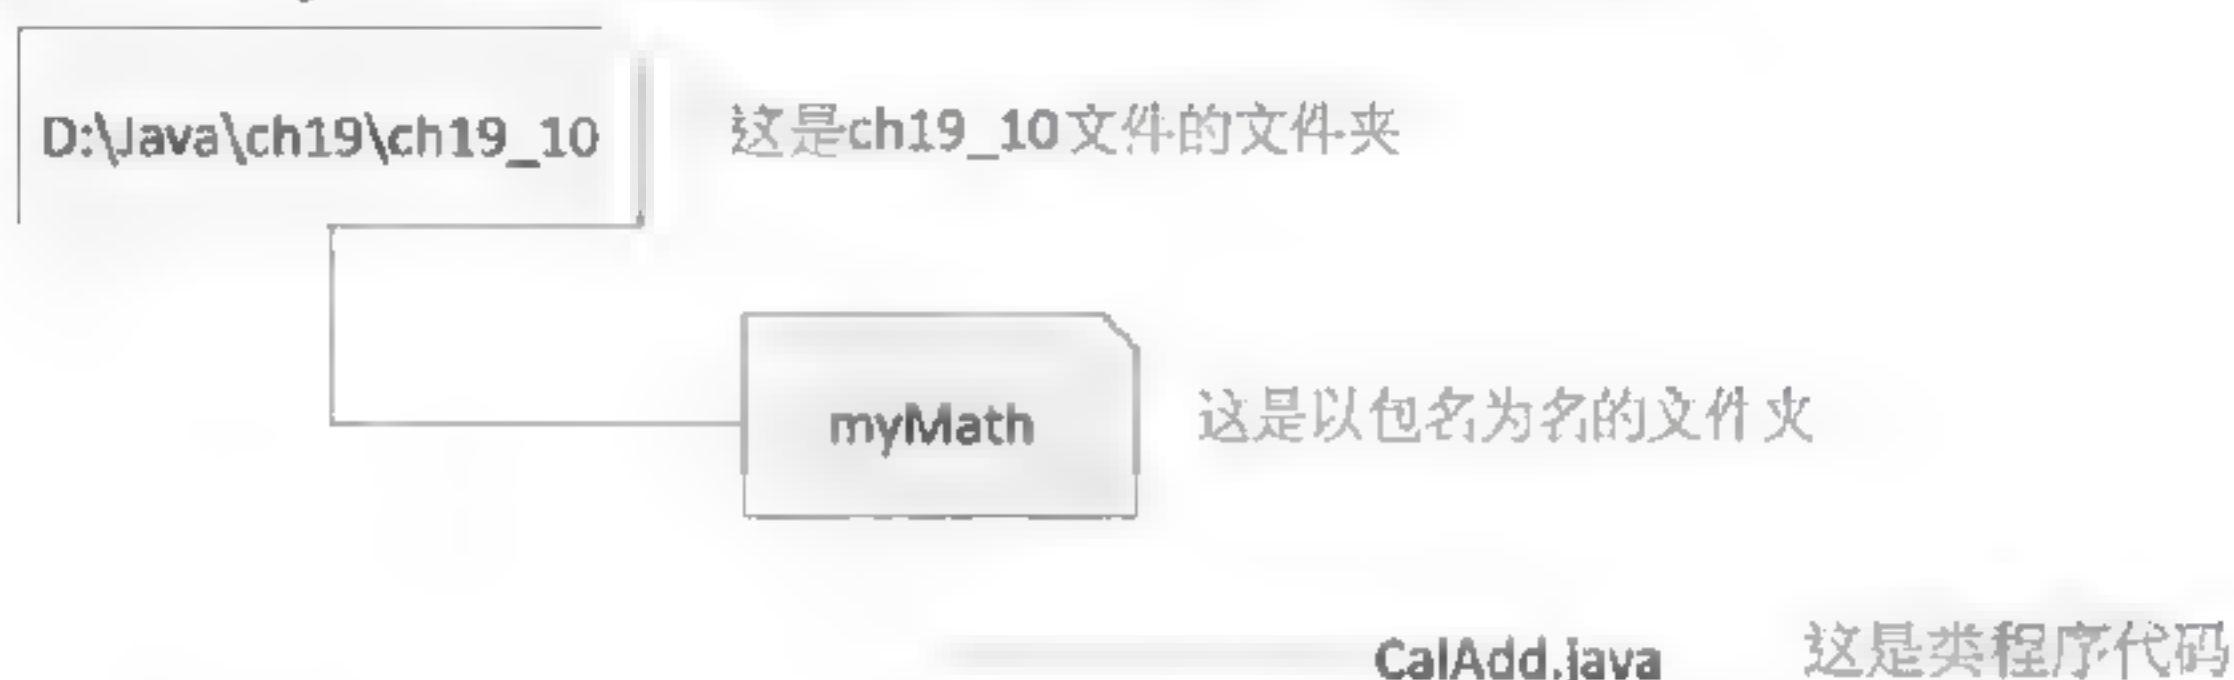 D:\Java\ch19\ch19_10 这是ch19_10文件的文件夹
myMath 这是以包名为名的文件夹
CalAdd.java 这是类程序代码